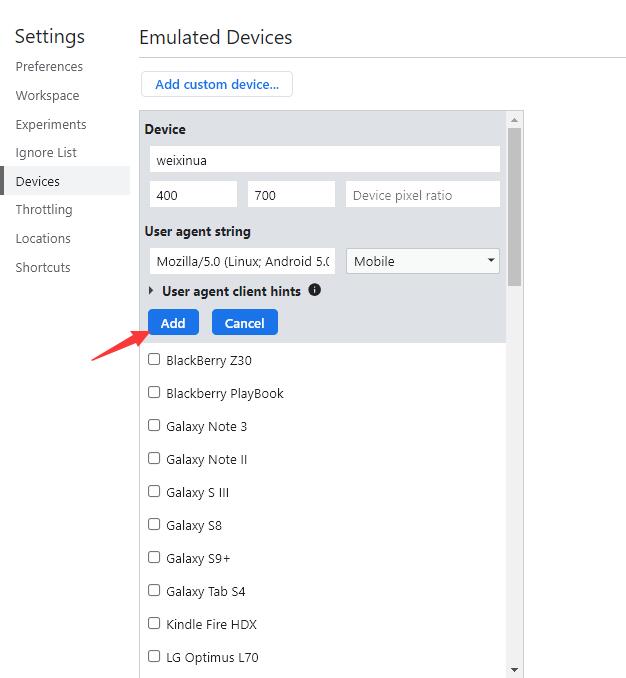 Settings
Preferences
Workspace
Experiments
Ignore List
Devices
Throttling
Locations
Shortcuts
Emulated Devices
Add custom device...
Device
weixinua
400 700 Device pixel ratio
User agent string
Mozilla/5.0 (Linux; Android 5.0 Mobile
User agent client hints
Add Cancel
BlackBerry Z30
Blackberry PlayBook
Galaxy Note 3
Galaxy Note II
Galaxy S III
Galaxy S8
Galaxy S9+
Galaxy Tab S4
Kindle Fire HDX
LG Optimus L70